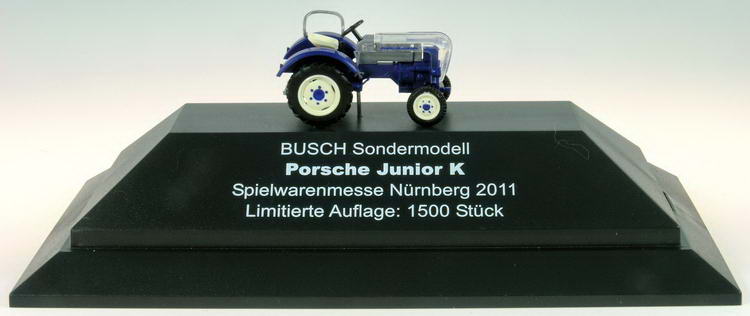 BUSCH Sondermodell
Porsche Junior K
Spielwarenmesse Nürnberg 2011
Limitierte Auflage: 1500 Stück